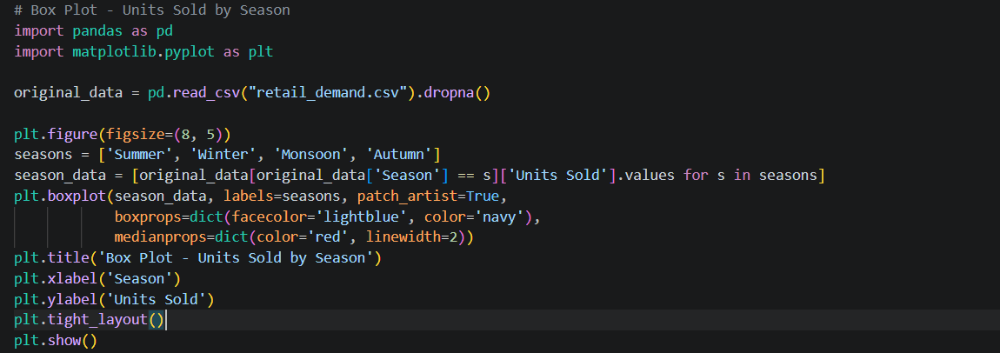 # Box Plot - Units Sold by Season
import pandas as pd
import matplotlib.pyplot as plt
original_data = pd.read_csv("retail_demand.csv").dropna()
plt.figure(figsize=(8, 5))
seasons = ['Summer', 'Winter', 'Monsoon', 'Autumn']
season_data = [original_data[original_data['Season'] == s]['Units Sold'].values for s in seasons]
plt.boxplot(season_data, labels=seasons, patch_artist=True,
            boxprops=dict(facecolor='lightblue', color='navy'),
            medianprops=dict(color='red', linewidth=2))
plt.title('Box Plot - Units Sold by Season')
plt.xlabel('Season')
plt.ylabel('Units Sold')
plt.tight_layout()
plt.show()